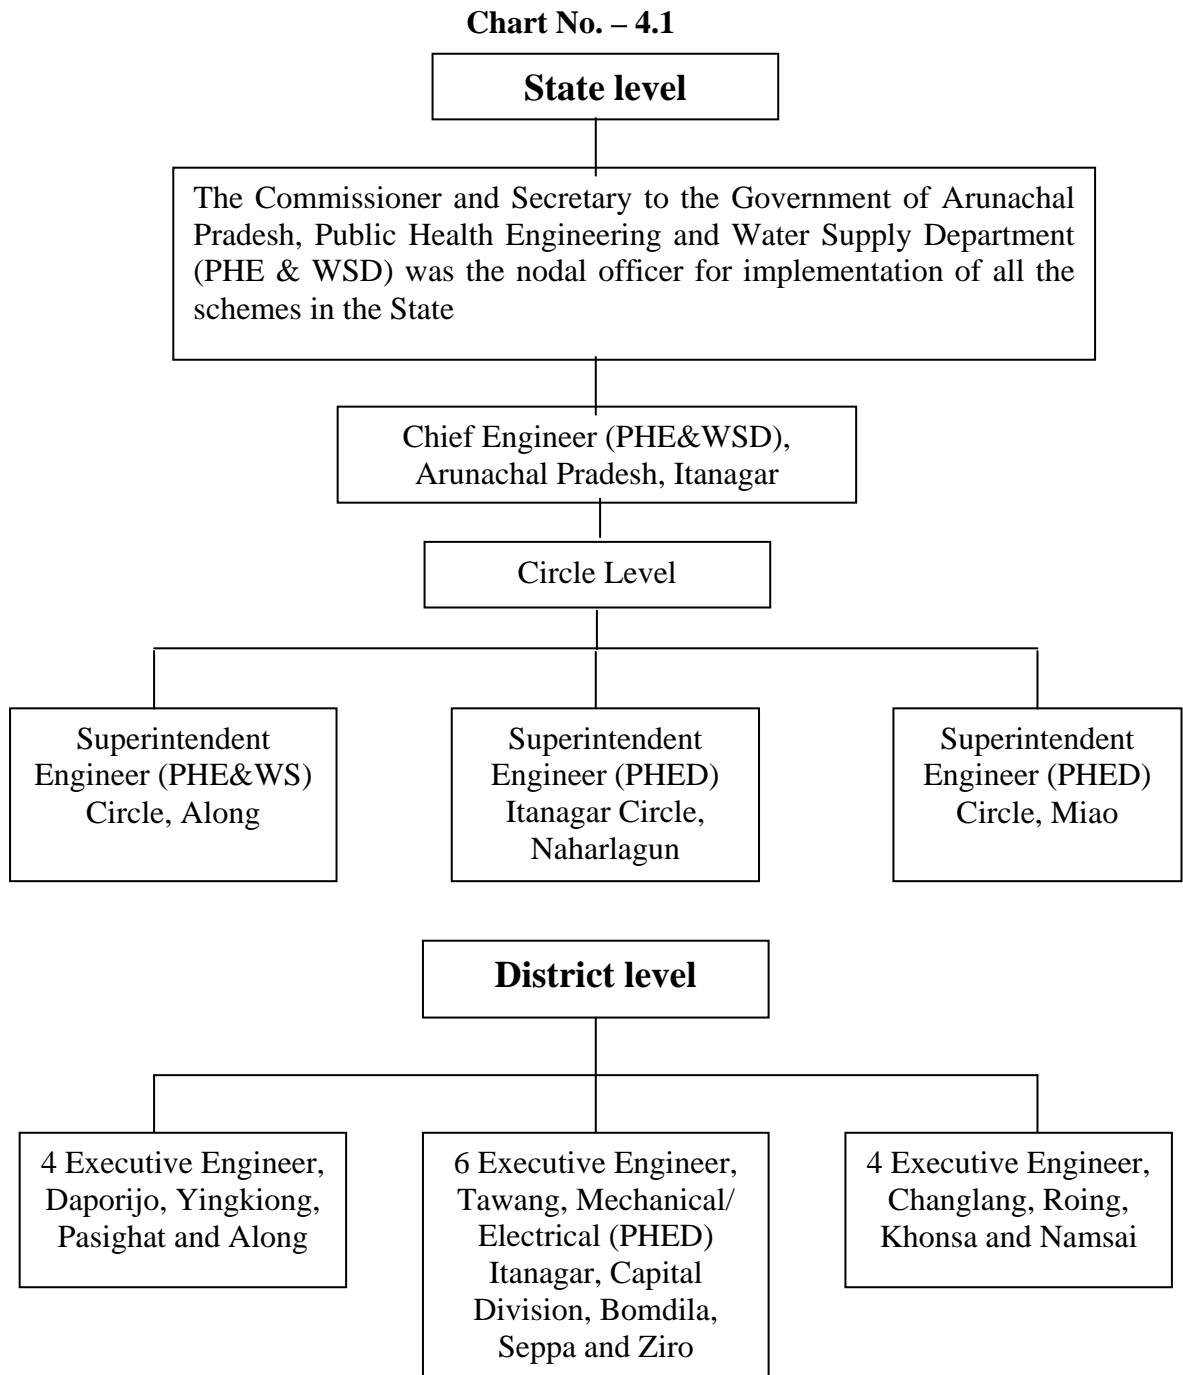 Chart No. – 4.1
State level
The Commissioner and Secretary to the Government of Arunachal
Pradesh, Public Health Engineering and Water Supply Department
(PHE & WSD) was the nodal officer for implementation of all the
schemes in the State
Chief Engineer (PHE&WSD),
Arunachal Pradesh, Itanagar
Circle Level
Superintendent
Engineer (PHE&WS)
Circle, Along
Superintendent
Engineer (PHED)
Itanagar Circle,
Naharlagun
Superintendent
Engineer (PHED)
Circle, Miao
District level
4 Executive Engineer,
Daporijo, Yingkiong,
Pasighat and Along
6 Executive Engineer,
Tawang, Mechanical/
Electrical (PHED)
Itanagar, Capital
Division, Bomdila,
Seppa and Ziro
4 Executive Engineer,
Changlang, Roing,
Khonsa and Namsai